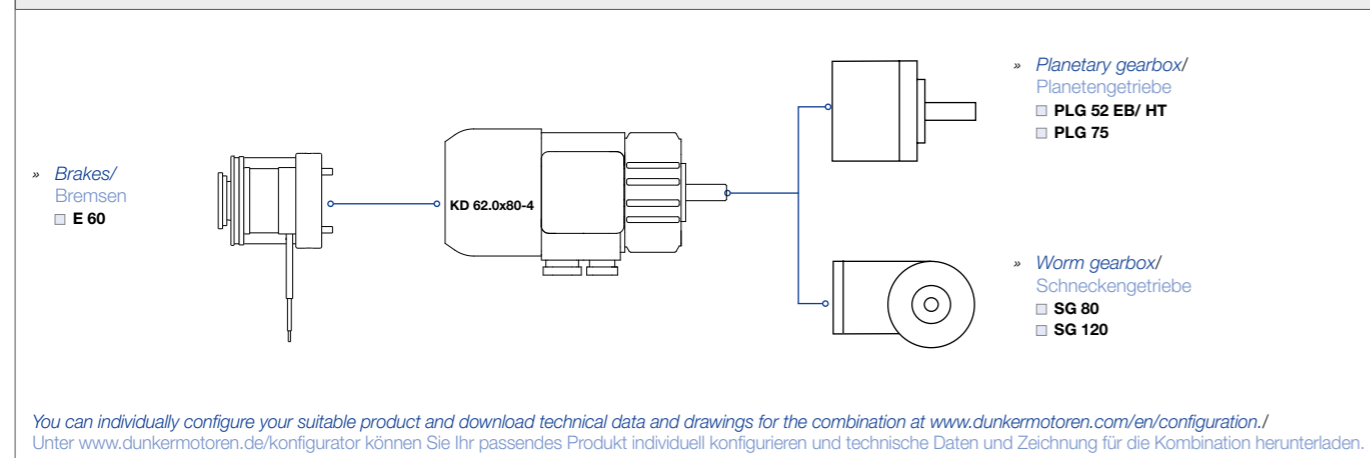 » Brakes/
Bremsen
E 60
KD 62.0x80-4
» Planetary gearbox/
Planetengetriebe
PLG 52 EB/ HT
PLG 75
» Worm gearbox/
Schneckengetriebe
SG 80
SG 120
You can individually configure your suitable product and download technical data and drawings for the combination at www.dunkermotoren.com/en/configuration./
Unter www.dunkermotoren.de/konfigurator können Sie Ihr passendes Produkt individuell konfigurieren und technische Daten und Zeichnung für die Kombination herunterladen.